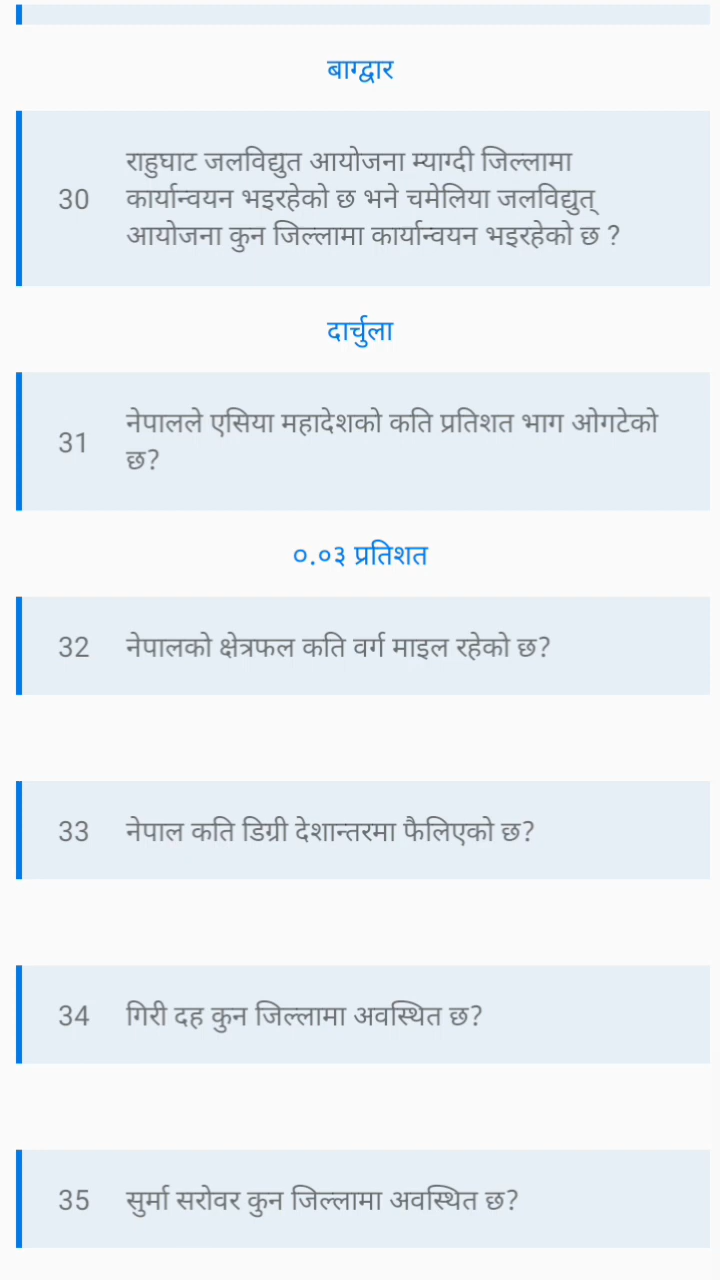 बाग्द्वार
राहुघाट जलविद्युत आयोजना म्याग्दी जिल्लामा
30 कार्यान्वयन भइरहेको छ भने चमेलिया जलविद्युत्
आयोजना कुन जिल्लामा कार्यान्वयन भइरहेको छ ?
दार्चुला
31 नेपालले एसिया महादेशको कति प्रतिशत भाग ओगटेको
छ?
०.०३ प्रतिशत
32 नेपालको क्षेत्रफल कति वर्ग माइल रहेको छ?
33 नेपाल कति डिग्री देशान्तरमा फैलिएको छ?
34 गिरी दह कुन जिल्लामा अवस्थित छ?
35 सुर्मा सरोवर कुन जिल्लामा अवस्थित छ?